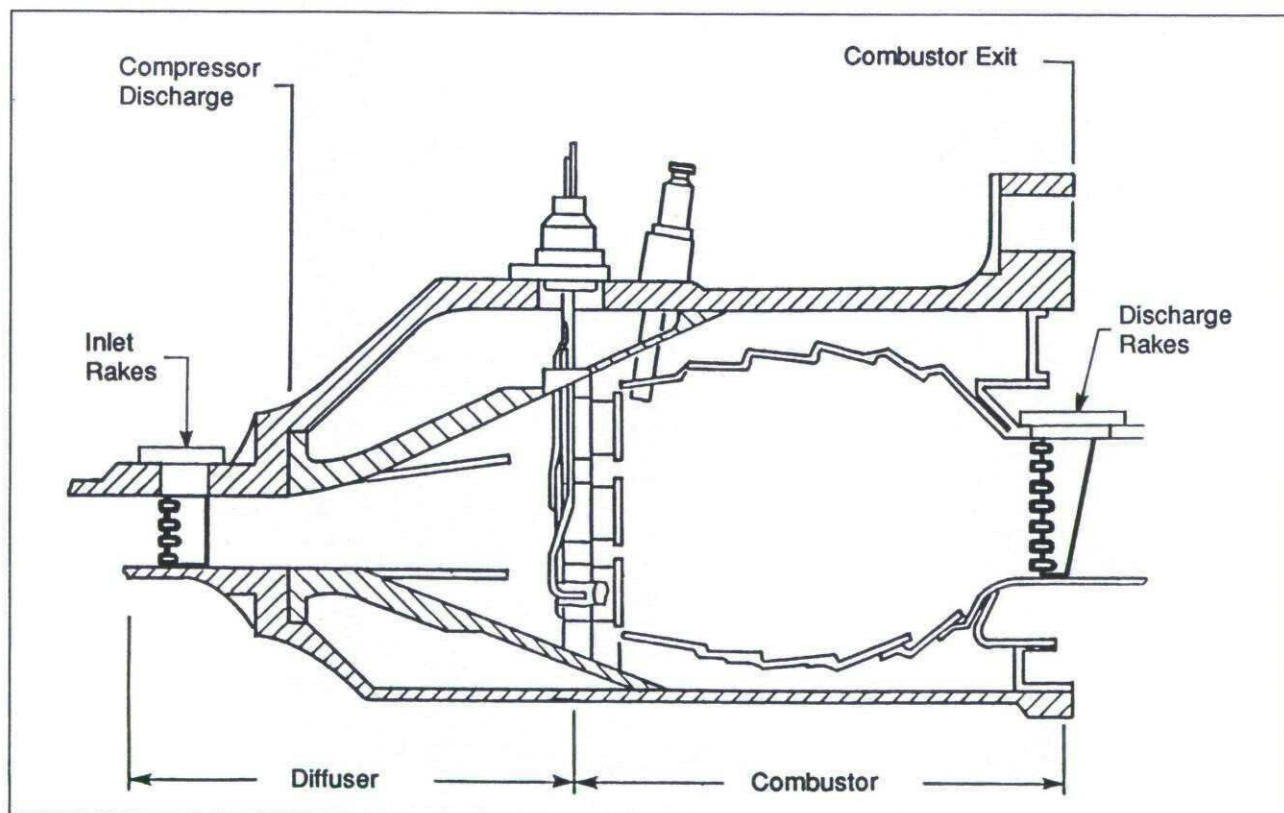 Compressor
Discharge
Combustor Exit
Inlet
Rakes
Discharge
Rakes
Diffuser
Combustor